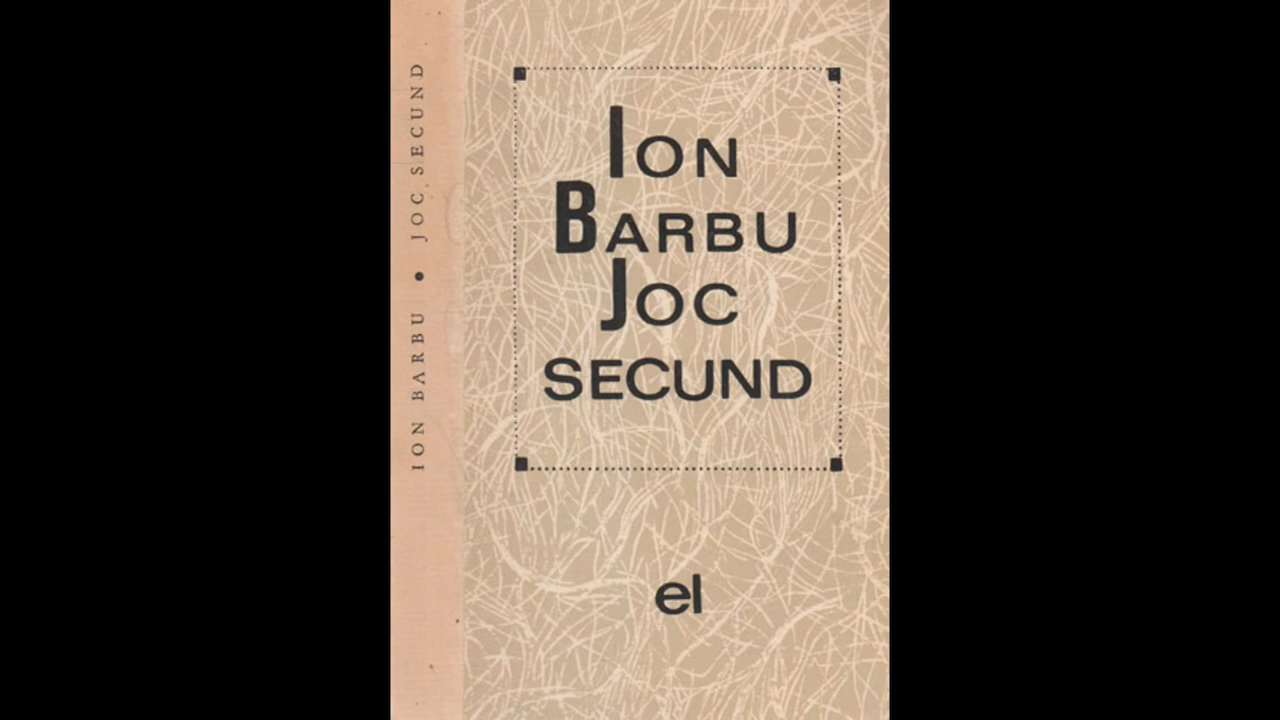 ION BARBU • JOC SECUND
ION
BARBU
JOC
SECUND
el